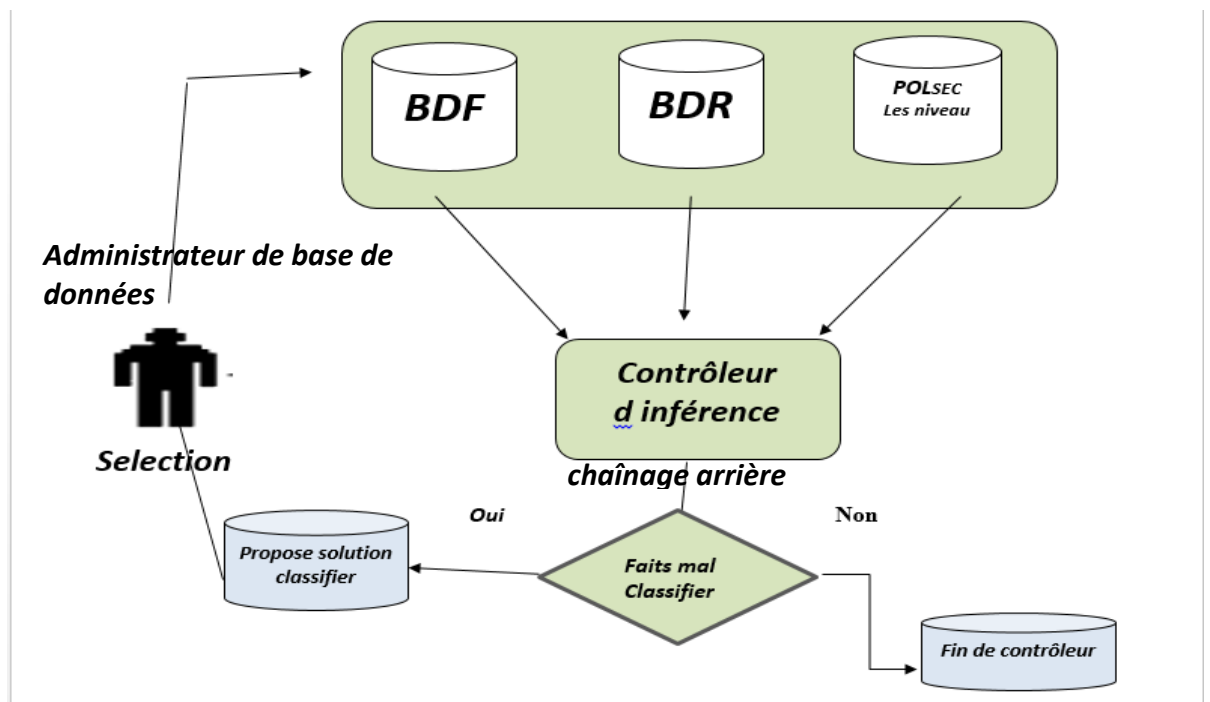 BDF
BDR
POLSEC
Les niveau
Administrateur de base de
données
Contrôleur
d inférence
Selection
chaînage arrière
Oui
Non
Propose solution
classifier
Faits mal
Classifier
Fin de contrôleur